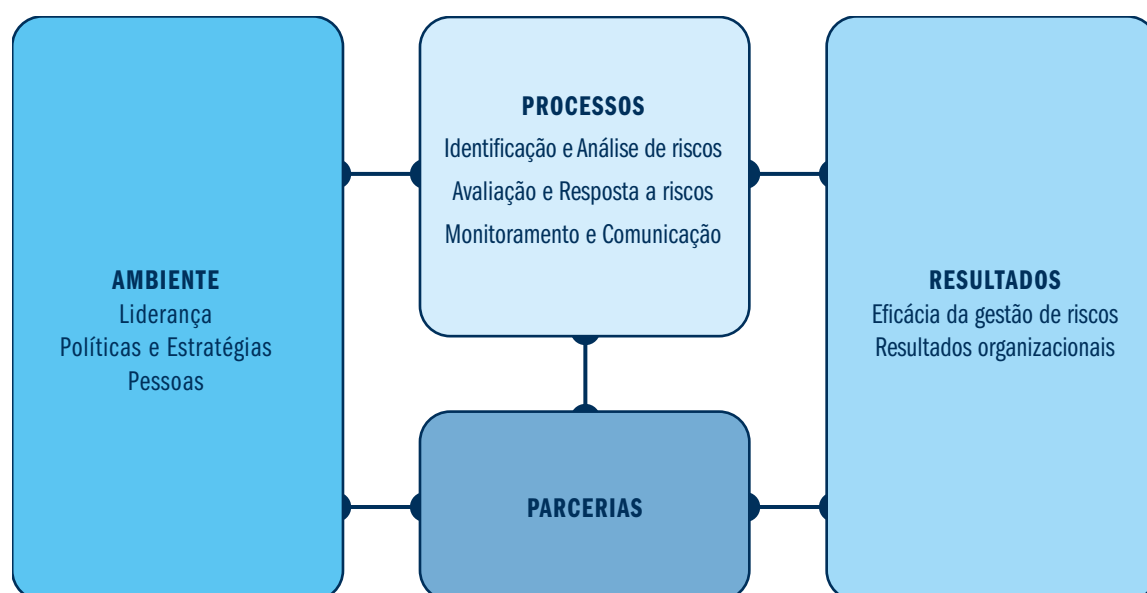 AMBIENTE
Liderança
Políticas e Estratégias
Pessoas
PROCESSOS
Identificação e Análise de riscos
Avaliação e Resposta a riscos
Monitoramento e Comunicação
PARCERIAS
RESULTADOS
Eficácia da gestão de riscos
Resultados organizacionais